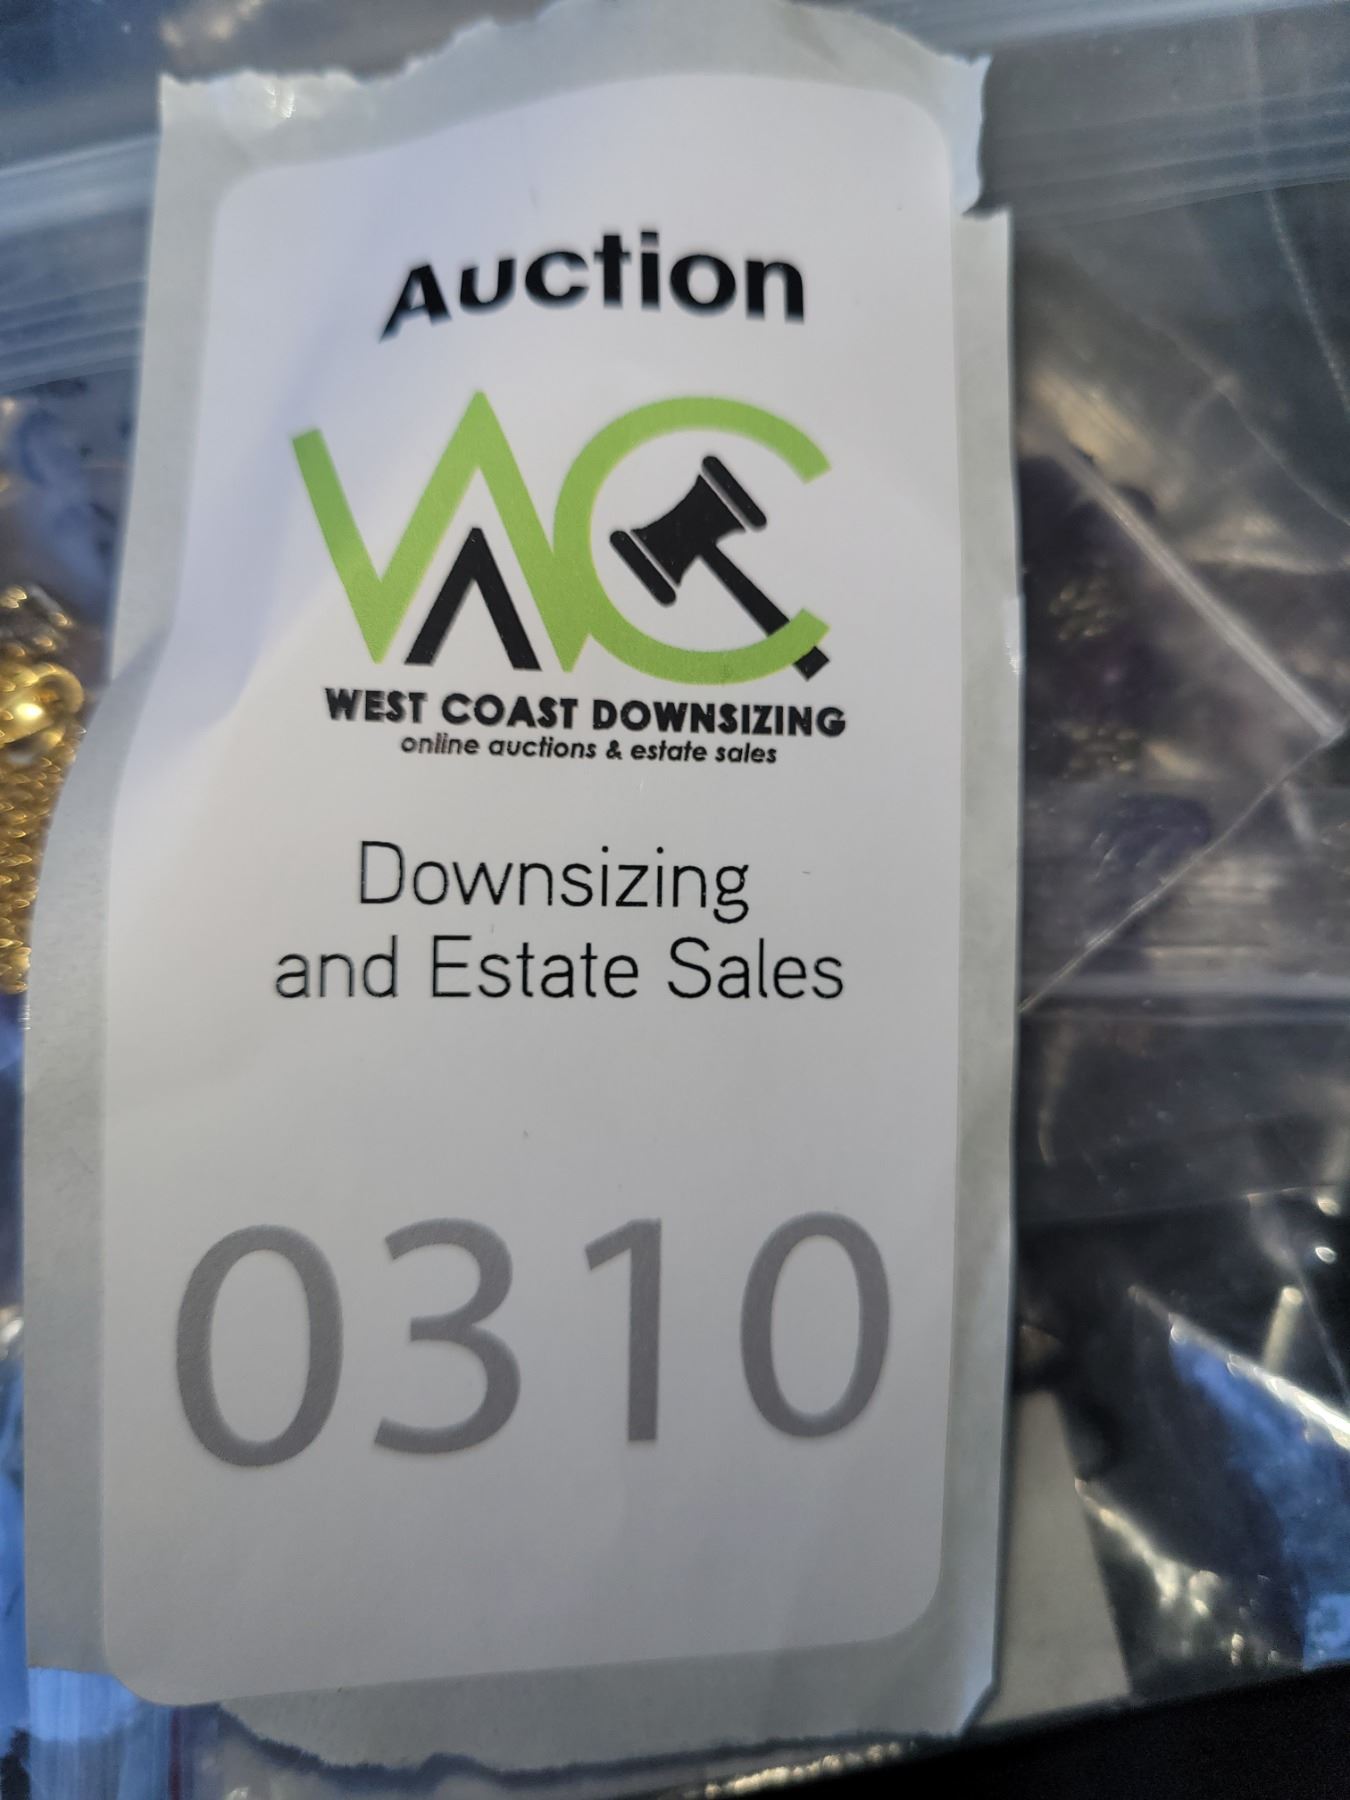 Auction
WC
WEST COAST DOWNSIZING
online auctions & estate sales
Downsizing
and Estate Sales
0310